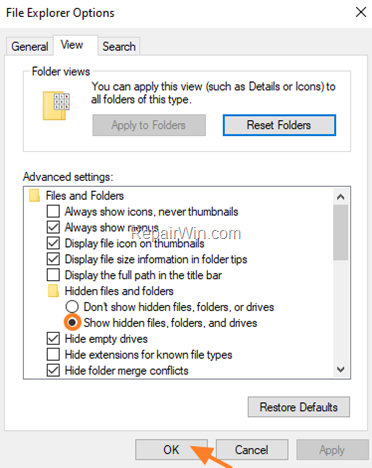 File Explorer Options
General View Search
Folder views
You can apply this view (such as Details or Icons) to
all folders of this type.
Apply to Folders Reset Folders
Advanced settings:
Files and Folders
Always show icons, never thumbnails
Always show menus
RepairWin.com
Display file icon on thumbnails
Display file size information in folder tips
Display the full path in the title bar
Hidden files and folders
Don't show hidden files, folders, or drives
Show hidden files, folders, and drives
Hide empty drives
Hide extensions for known file types
Hide folder merge conflicts
Restore Defaults
OK Cancel Apply